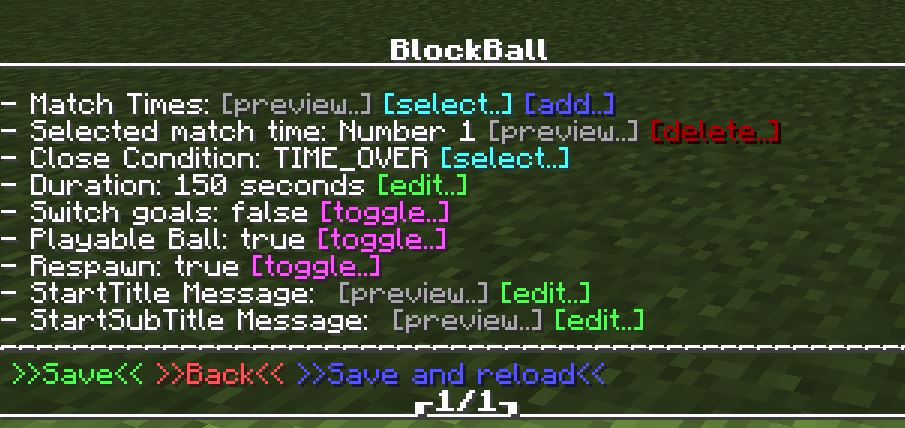 BlockBall
- Match Times: [preview..] [select..] [add..]
- Selected match time: Number 1 [preview..] [delete..]
- Close Condition: TIME_OVER [select..]
- Duration: 150 seconds [edit..]
- Switch goals: false [toggle..]
- Playable Ball: true [toggle..]
- Respawn: true [toggle..]
- StartTitle Message: [preview..] [edit..]
- StartSubTitle Message: [preview..] [edit..]
>>Save<< >>Back<< >>Save and reload<<
┌1/1┐